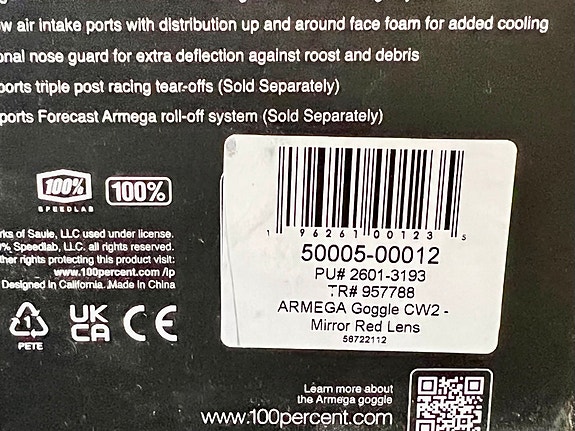 w air intake ports with distribution up and around face foam for added cooling
onal nose guard for extra deflection against roost and debris
ports triple post racing tear-offs (Sold Separately)
ports Forecast Armega roll-off system (Sold Separately)
100%
SPEEDLAB
100%
rks of Saule, LLC used under license.
% Speedlab, LLC. all rights reserved.
ther rights protecting this product visit:
www.100percent.com/ip
Designed in California. Made in China
1
PETE
UK
CA
CE
1 96261 00123 5
50005-00012
PU# 2601-3193
TR# 957788
ARMEGA Goggle CW2 -
Mirror Red Lens
58722112
Learn more about
the Armega goggle
www.100percent.com